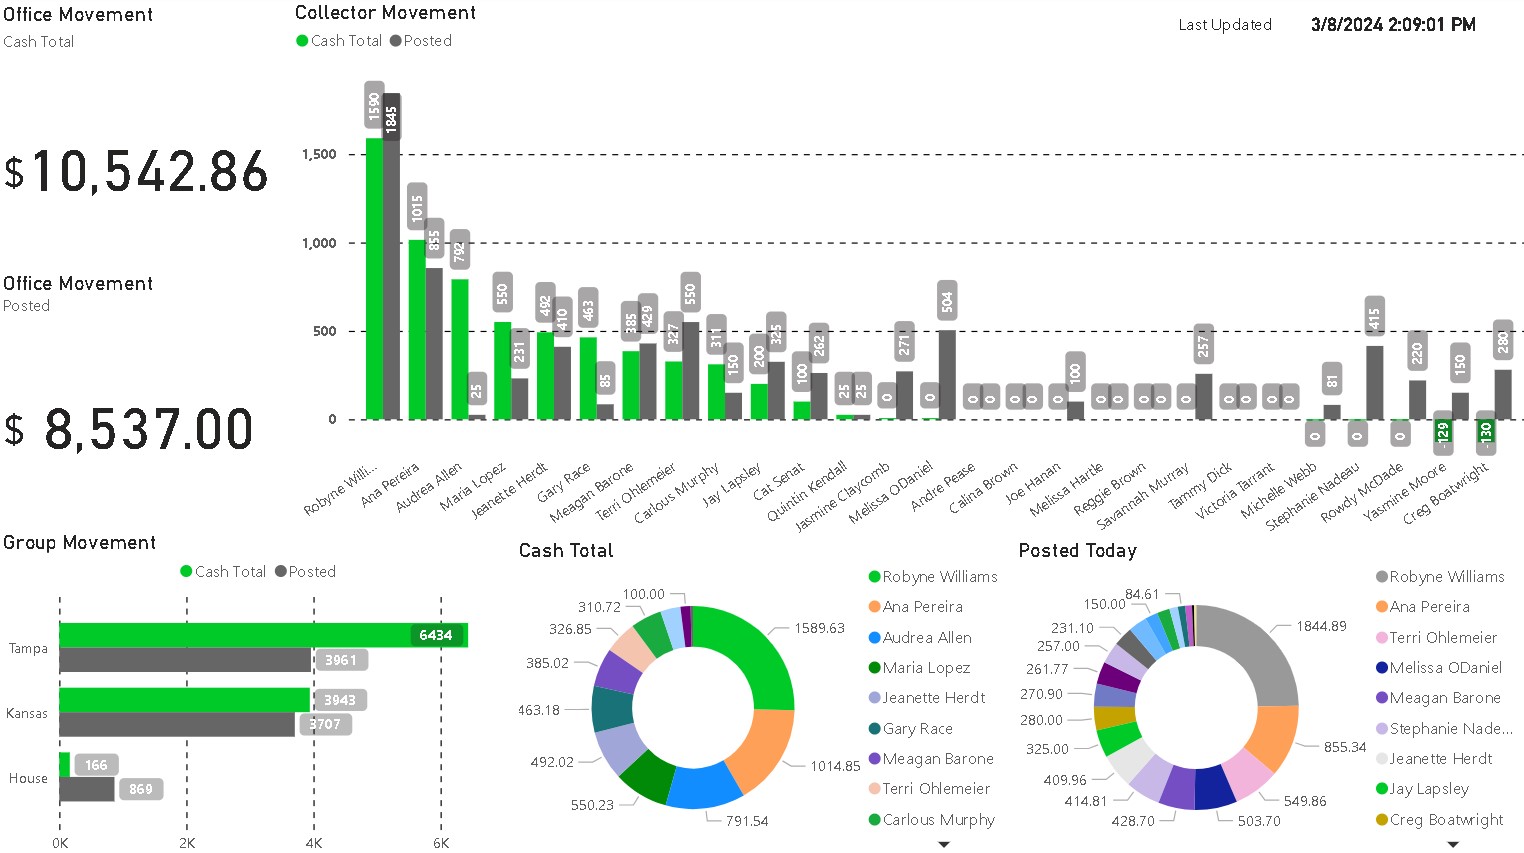 Office Movement
Cash Total
$10,542.86
Office Movement
Posted
$ 8,537.00
Collector Movement
Cash Total Posted
Last Updated 3/8/2024 2:09:01 PM
1,500
1,000
500
0
1590 1845 1015 855 792 25 550 231 492 410 463 85 385 429 327 550 311 150 200 325 100 262 25 25 0 271 0 504 0 0 0 0 0 100 0 0 0 0 0 257 0 0 0 0 0 81 0 415 0 220 -129 150 -130 280
Robyne Willi...
Ana Pereira
Audrea Allen
Maria Lopez
Jeanette Herdt
Gary Race
Meagan Barone
Terri Ohlemeier
Carlous Murphy
Jay Lapsley
Cat Senat
Quintin Kendall
Jasmine Claycomb
Melissa ODaniel
Andre Pease
Calina Brown
Joe Hanan
Melissa Hartle
Reggie Brown
Savannah Murray
Tammy Dick
Victoria Tarrant
Michelle Webb
Stephanie Nadeau
Rowdy McDade
Yasmine Moore
Creg Boatwright
Group Movement
Cash Total Posted
Tampa
6434
3961
Kansas
3943
3707
House
166
869
0K 2K 4K 6K
Cash Total
1589.63
1014.85
791.54
550.23
492.02
463.18
385.02
326.85
310.72
100.00
Robyne Williams
Ana Pereira
Audrea Allen
Maria Lopez
Jeanette Herdt
Gary Race
Meagan Barone
Terri Ohlemeier
Carlous Murphy
Posted Today
1844.89
855.34
549.86
503.70
428.70
414.81
409.96
325.00
280.00
270.90
261.77
257.00
231.10
150.00
84.61
Robyne Williams
Ana Pereira
Terri Ohlemeier
Melissa ODaniel
Meagan Barone
Stephanie Nade...
Jeanette Herdt
Jay Lapsley
Creg Boatwright